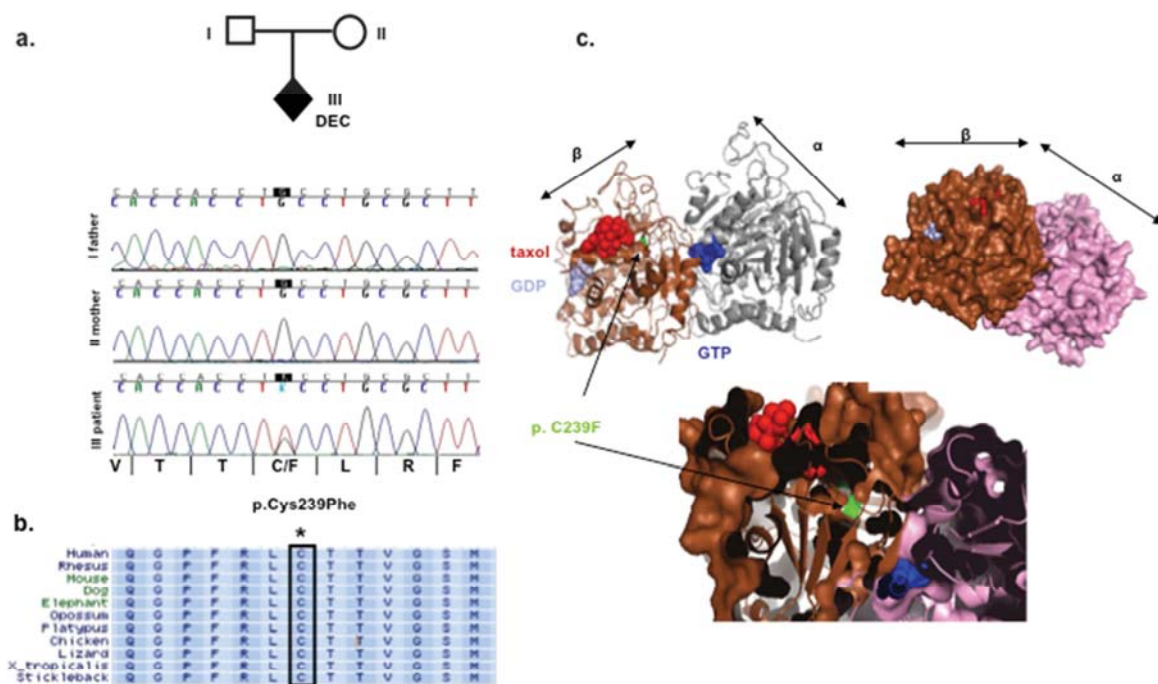 a.
I
II
III
DEC
C A C C A C C T G C C T G C G C T T
C A C C A C C T G C C T G C G C T T
I father
C A C C A C C T G C C T G C G C T T
C A C C A C C T G C C T G C G C T T
II mother
C A C C A C C T C C T G C G C T T
C A C C A C C T C C T G C G C T T
III patient
V T T C/F L R F
p.Cys239Phe
b.
*
Human Q G P F R L C T T V G S M
Rhesus Q G P F R L C T T V G S M
Mouse Q G P F R L C T T V G S M
Dog Q G P F R L C T T V G S M
Elephant Q G P F R L C T T V G S M
Opossum Q G P F R L C T T V G S M
Platypus Q G P F R L C T T V G S M
Chicken Q G P F R L C T T V G S M
Lizard Q G P F R L C T T V G S M
X_tropicalis Q G P F R L C T T V G S M
Stickleback Q G P F R L C T T V G S M
c.
β
α
taxol
GDP
GTP
β
α
p. C239F